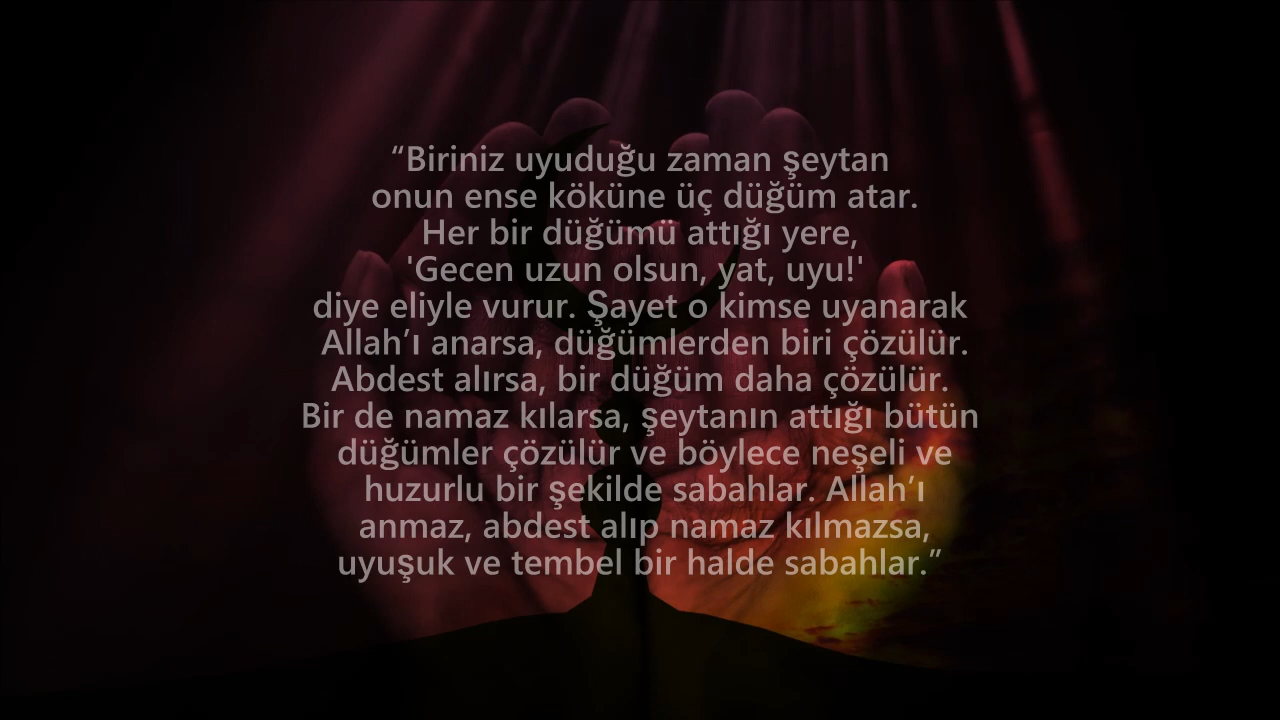 “Biriniz uyuduğu zaman şeytan
onun ense köküne üç düğüm atar.
Her bir düğümü attığı yere,
'Gecen uzun olsun, yat, uyu!'
diye eliyle vurur. Şayet o kimse uyanarak
Allah’ı anarsa, düğümlerden biri çözülür.
Abdest alırsa, bir düğüm daha çözülür.
Bir de namaz kılarsa, şeytanın attığı bütün
düğümler çözülür ve böylece neşeli ve
huzurlu bir şekilde sabahlar. Allah’ı
anmaz, abdest alıp namaz kılmazsa,
uyuşuk ve tembel bir halde sabahlar.”